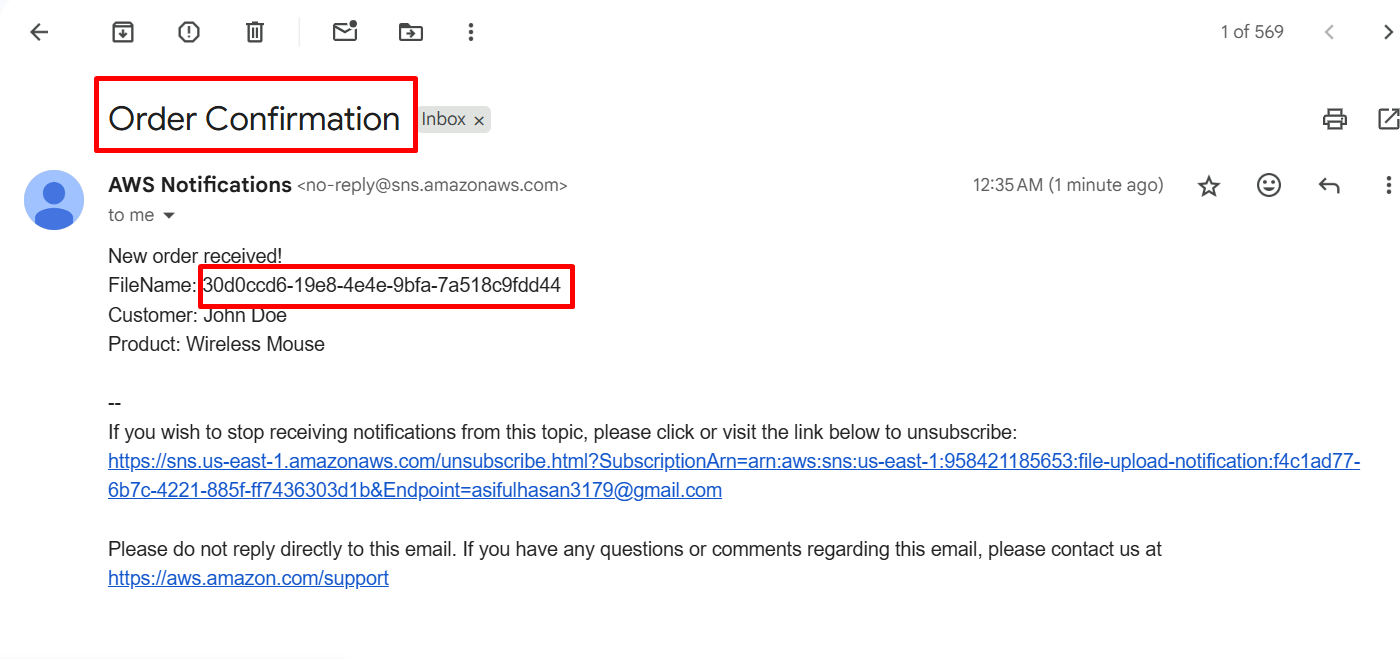 1 of 569
Order Confirmation Inbox ×
AWS Notifications <no-reply@sns.amazonaws.com> 12:35 AM (1 minute ago)
to me
New order received!
FileName: 30d0ccd6-19e8-4e4e-9bfa-7a518c9fdd44
Customer: John Doe
Product: Wireless Mouse
--
If you wish to stop receiving notifications from this topic, please click or visit the link below to unsubscribe:
https://sns.us-east-1.amazonaws.com/unsubscribe.html?SubscriptionArn=arn:aws:sns:us-east-1:958421185653:file-upload-notification:f4c1ad77-
6b7c-4221-885f-ff7436303d1b&Endpoint=asifulhasan3179@gmail.com
Please do not reply directly to this email. If you have any questions or comments regarding this email, please contact us at
https://aws.amazon.com/support